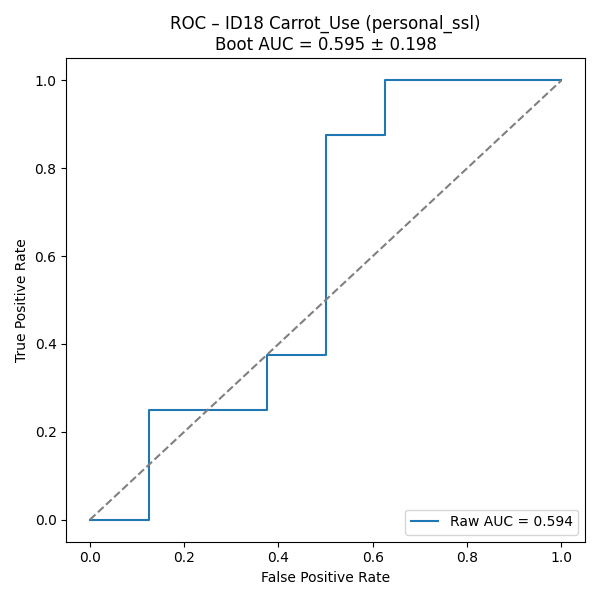 ROC – ID18 Carrot_Use (personal_ssl)
Boot AUC = 0.595 ± 0.198
True Positive Rate
1.0
0.8
0.6
0.4
0.2
0.0
Raw AUC = 0.594
0.0 0.2 0.4 0.6 0.8 1.0
False Positive Rate